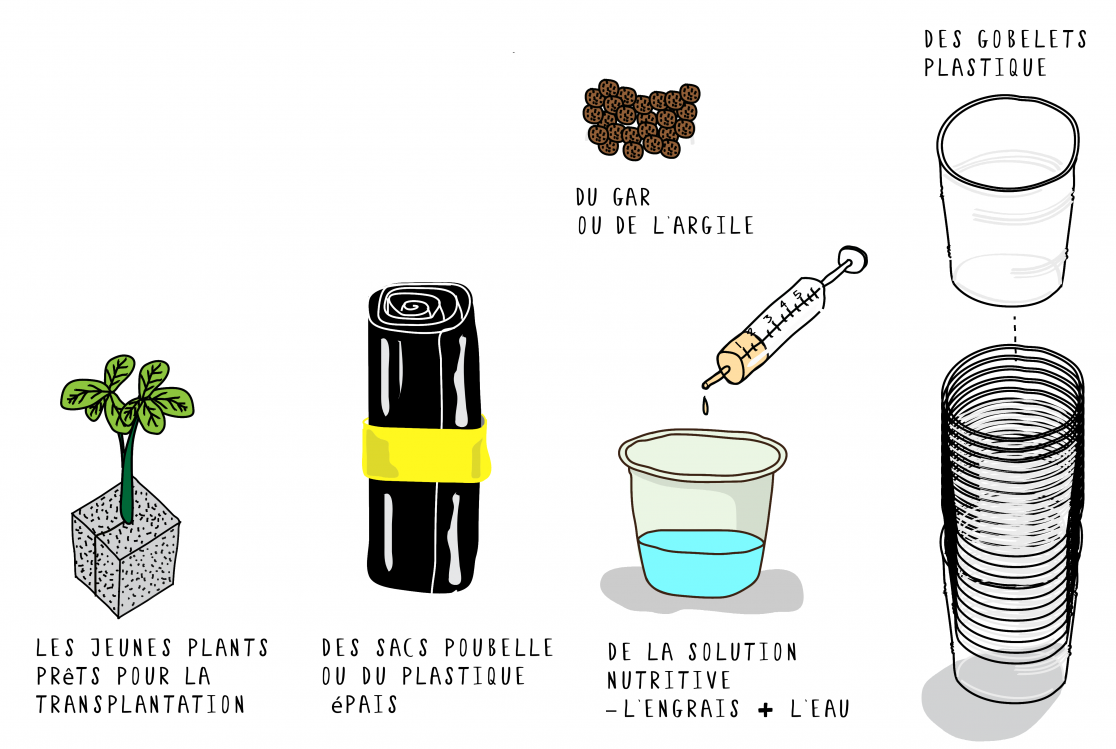 DES GOBELETS
PLASTIQUE
DU GAR
OU DE L'ARGILE
1 2 3 4 5
LES JEUNES PLANTS
PRêTS POUR LA
TRANSPLANTATION
DES SACS POUBELLE
OU DU PLASTIQUE
éPAIS
DE LA SOLUTION
NUTRITIVE
-L'ENGRAIS + L'EAU